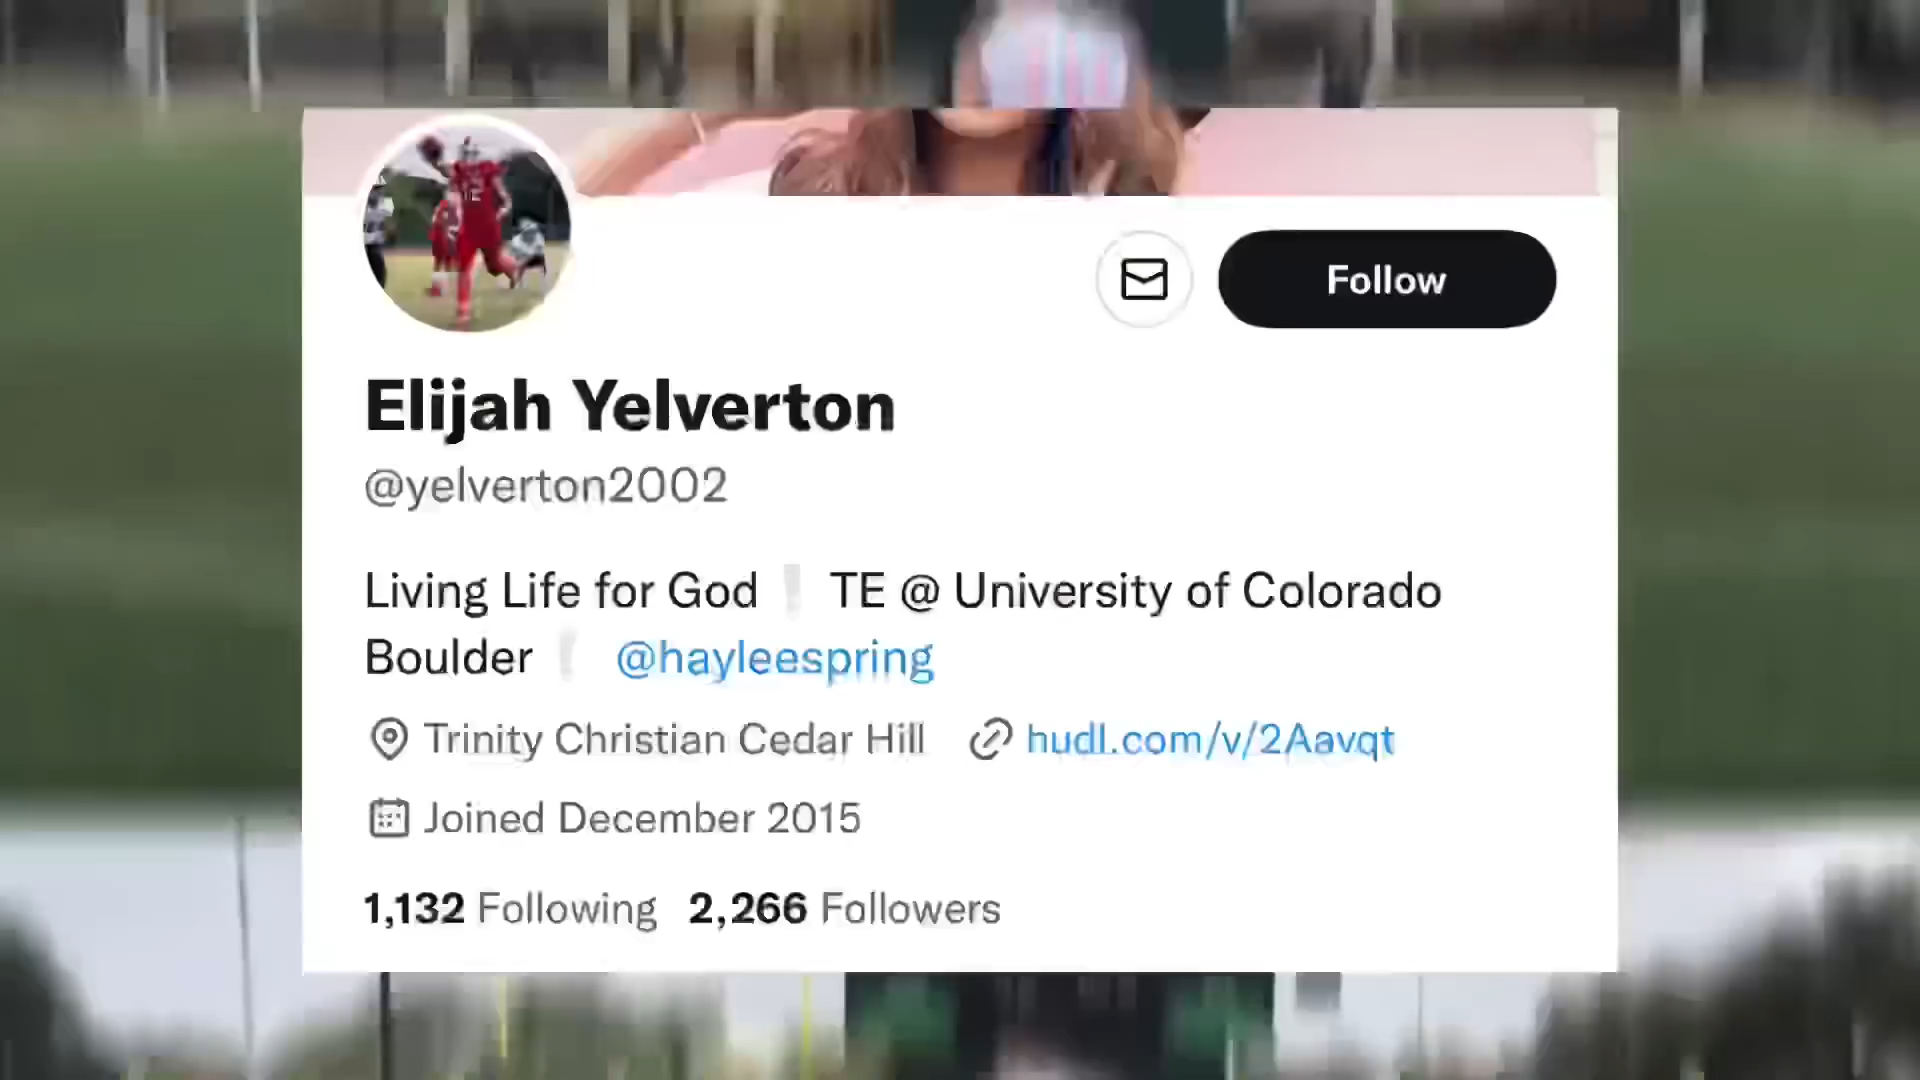 Follow
Elijah Yelverton
@yelverton2002
Living Life for God ❕ TE @ University of Colorado
Boulder ❕ @hayleespring
Trinity Christian Cedar Hill hudl.com/v/2Aavqt
Joined December 2015
1,132 Following 2,266 Followers